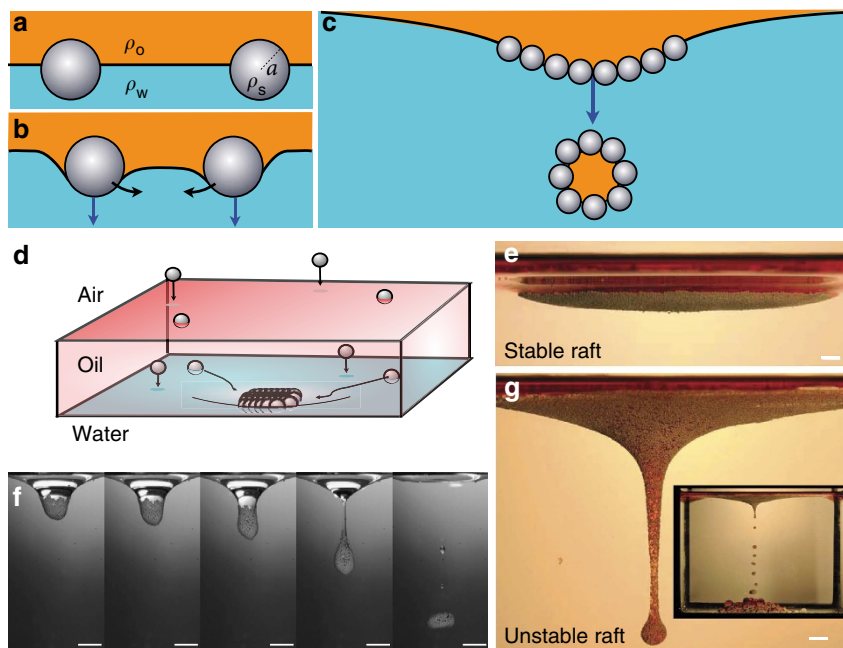 a
ρo
ρw
ρs
a
b
c
d
Air
Oil
Water
e
Stable raft
f
g
Unstable raft